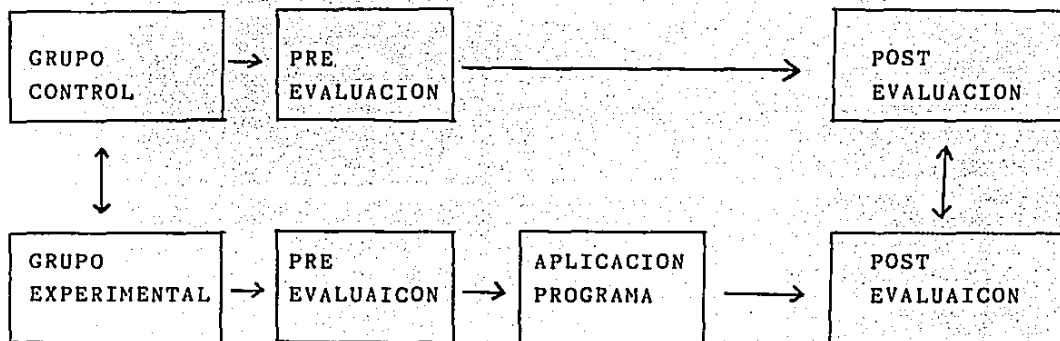 GRUPO
CONTROL
PRE
EVALUACION
POST
EVALUACION
GRUPO
EXPERIMENTAL
PRE
EVALUAICON
APLICACION
PROGRAMA
POST
EVALUAICON